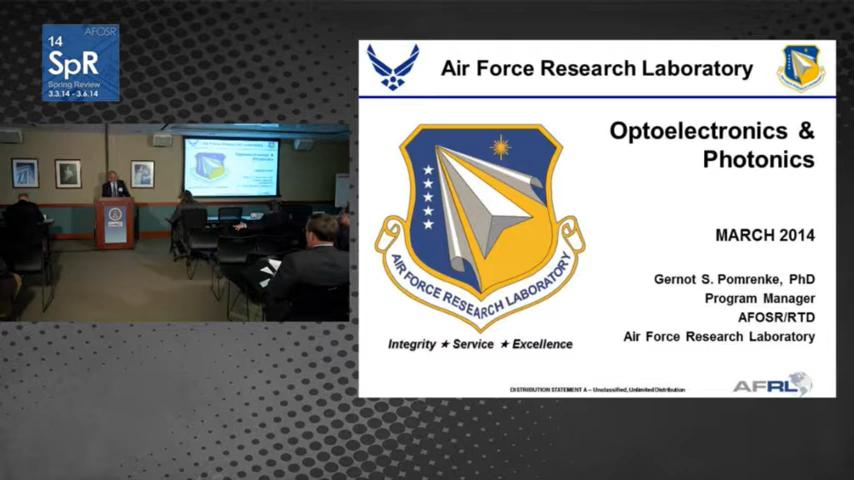 AFOSR
14
SpR
Spring Review
3.3.14 - 3.6.14
Air Force Research Laboratory
Optoelectronics &
Photonics
MARCH 2014
Gernot S. Pomrenke, PhD
Program Manager
AFOSR/RTD
Air Force Research Laboratory
AIR FORCE RESEARCH LABORATORY
Integrity ★ Service ★ Excellence
DISTRIBUTION STATEMENT A – Unclassified, Unlimited Distribution
AFRL